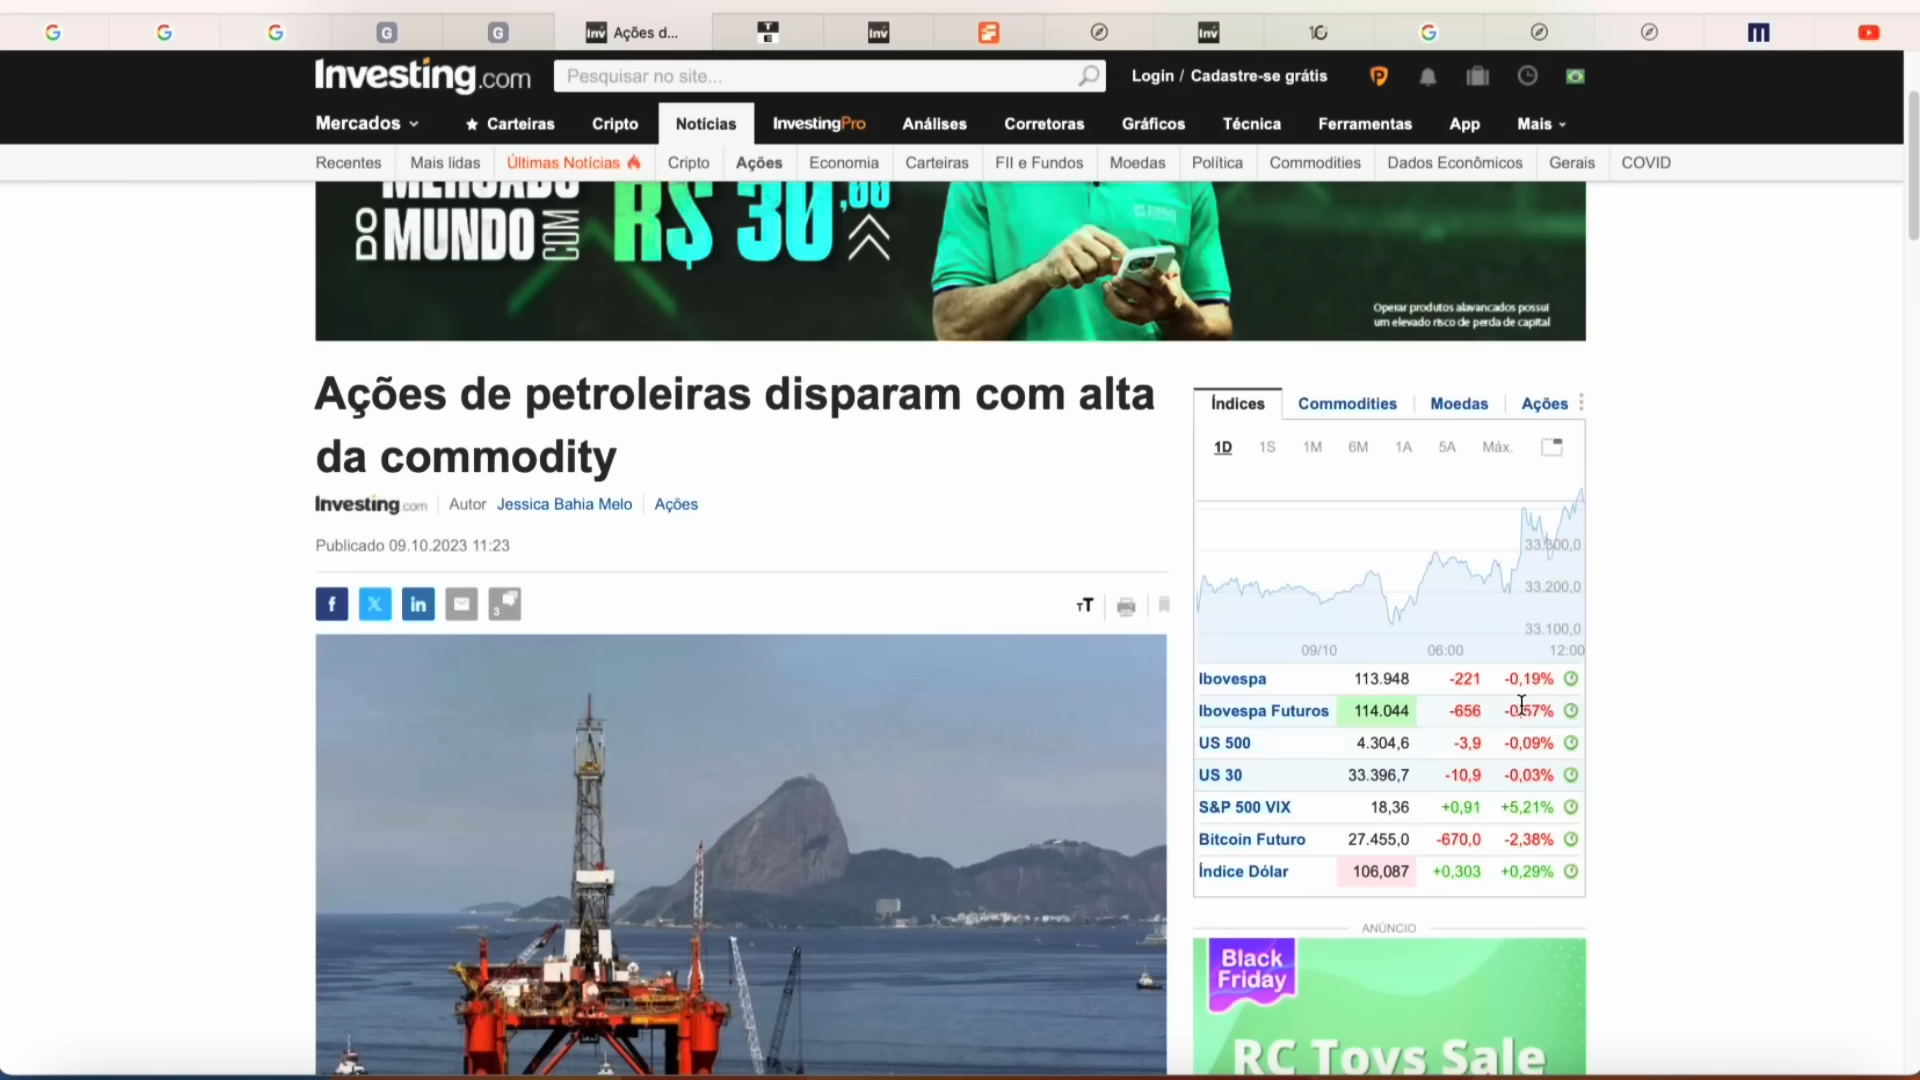 Ações d...
Investing.com
Pesquisar no site...
Login / Cadastre-se grátis
Mercados
Carteiras
Cripto
Notícias
InvestingPro
Análises
Corretoras
Gráficos
Técnica
Ferramentas
App
Mais
Recentes
Mais lidas
Últimas Notícias
Cripto
Ações
Economia
Carteiras
FII e Fundos
Moedas
Política
Commodities
Dados Econômicos
Gerais
COVID
MERCADO
DO MUNDO COM
R$ 30,00
Operar produtos alavancados possui
um elevado risco de perda de capital
Ações de petroleiras disparam com alta
da commodity
Investing.com Autor Jessica Bahia Melo Ações
Publicado 09.10.2023 11:23
3
Índices Commodities Moedas Ações
1D 1S 1M 6M 1A 5A Máx.
33.300,0
33.200,0
33.100,0
09/10 06:00 12:00
Ibovespa 113.948 -221 -0,19%
Ibovespa Futuros 114.044 -656 -0,57%
US 500 4.304,6 -3,9 -0,09%
US 30 33.396,7 -10,9 -0,03%
S&P 500 VIX 18,36 +0,91 +5,21%
Bitcoin Futuro 27.455,0 -670,0 -2,38%
Índice Dólar 106,087 +0,303 +0,29%
ANÚNCIO
Black
Friday
RC Toys Sale